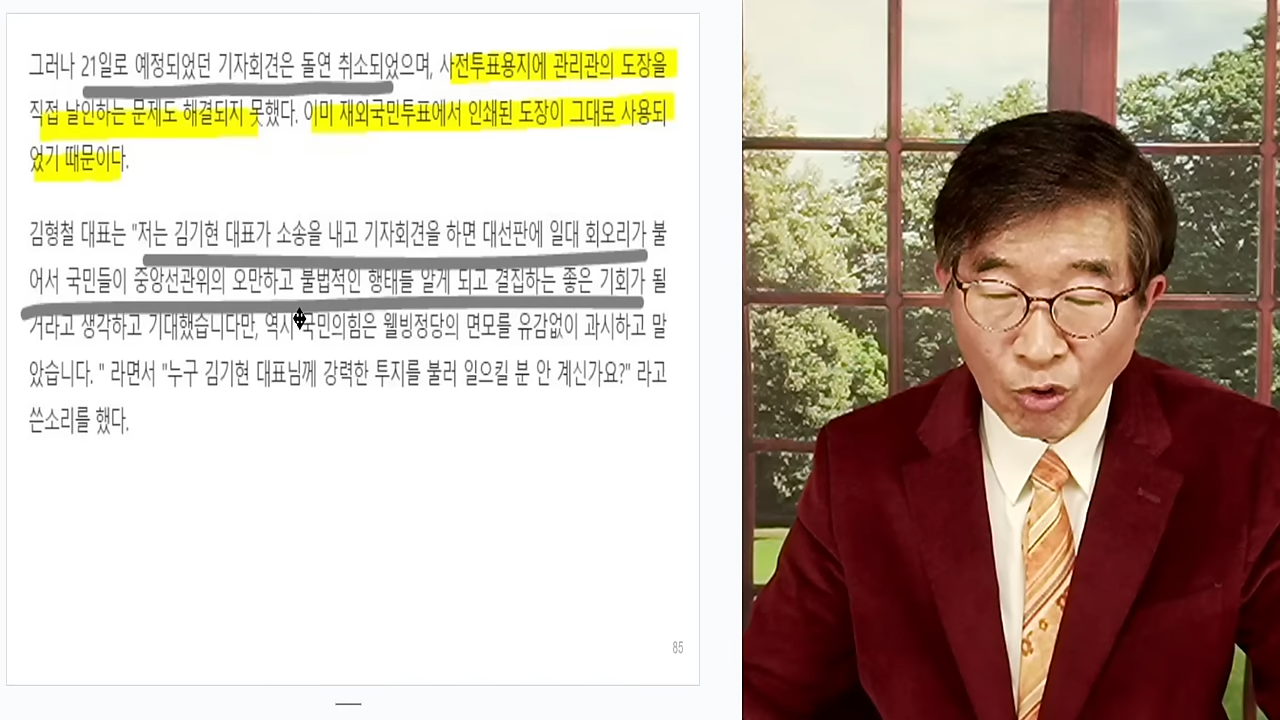 그러나 21일로 예정되었던 기자회견은 돌연 취소되었으며, 사전투표용지에 관리관의 도장을
직접 날인하는 문제도 해결되지 못했다. 이미 재외국민투표에서 인쇄된 도장이 그대로 사용되
었기 때문이다.
김형철 대표는 "저는 김기현 대표가 소송을 내고 기자회견을 하면 대선판에 일대 회오리가 불
어서 국민들이 중앙선관위의 오만하고 불법적인 행태를 알게 되고 결집하는 좋은 기회가 될
거라고 생각하고 기대했습니다만, 역시 국민의힘은 웰빙정당의 면모를 유감없이 과시하고 말
았습니다. " 라면서 "누구 김기현 대표님께 강력한 투지를 불러 일으킬 분 안 계신가요?" 라고
쓴소리를 했다.
85